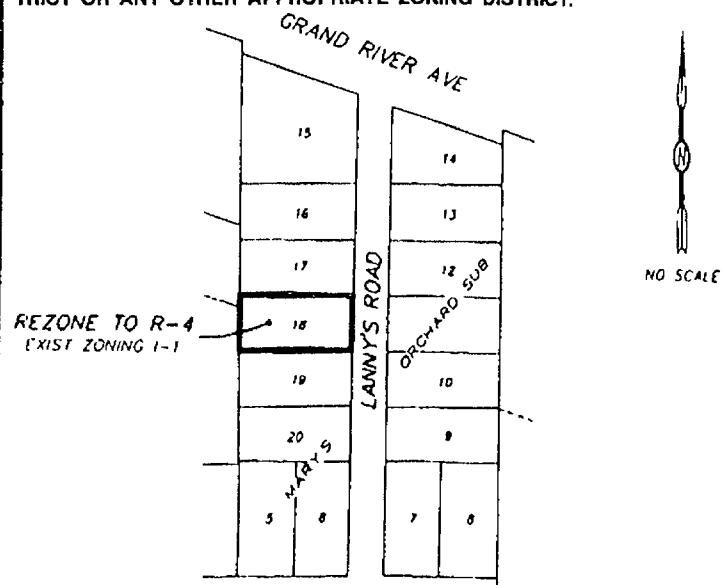 TRICT OR ANY OTHER APPROPRIATE ZONING DISTRICT.
GRAND RIVER AVE
15
14
16
13
N
17
12
NO SCALE
LANNY'S ROAD
ORCHARD SUB
REZONE TO R-4
18
EXIST ZONING I-1
19
10
20
9
MARY'S
5
8
7
8